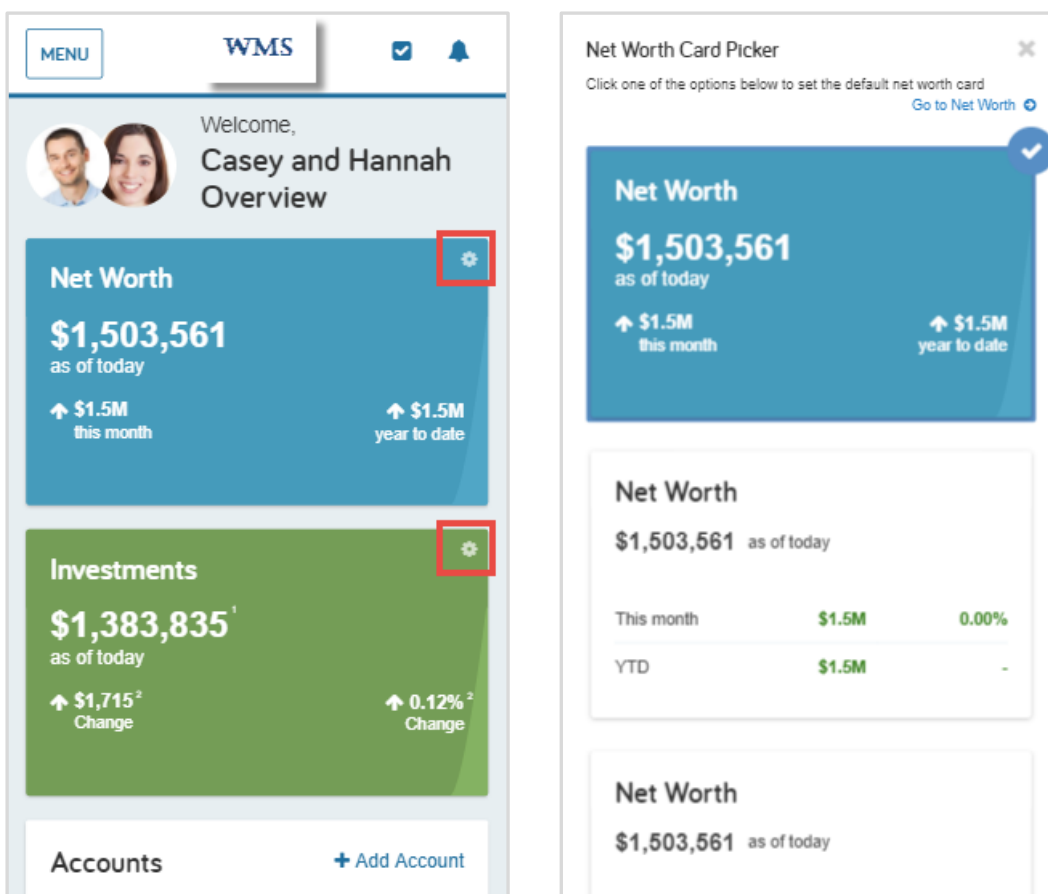 MENU
WMS
Welcome,
Casey and Hannah
Overview
Net Worth
$1,503,561
as of today
$1.5M
this month
$1.5M
year to date
Investments
$1,383,835¹
as of today
$1,715²
Change
0.12%²
Change
Accounts
+ Add Account
Net Worth Card Picker
Click one of the options below to set the default net worth card
Go to Net Worth
Net Worth
$1,503,561
as of today
$1.5M
this month
$1.5M
year to date
Net Worth
$1,503,561 as of today
This month $1.5M 0.00%
YTD $1.5M -
Net Worth
$1,503,561 as of today